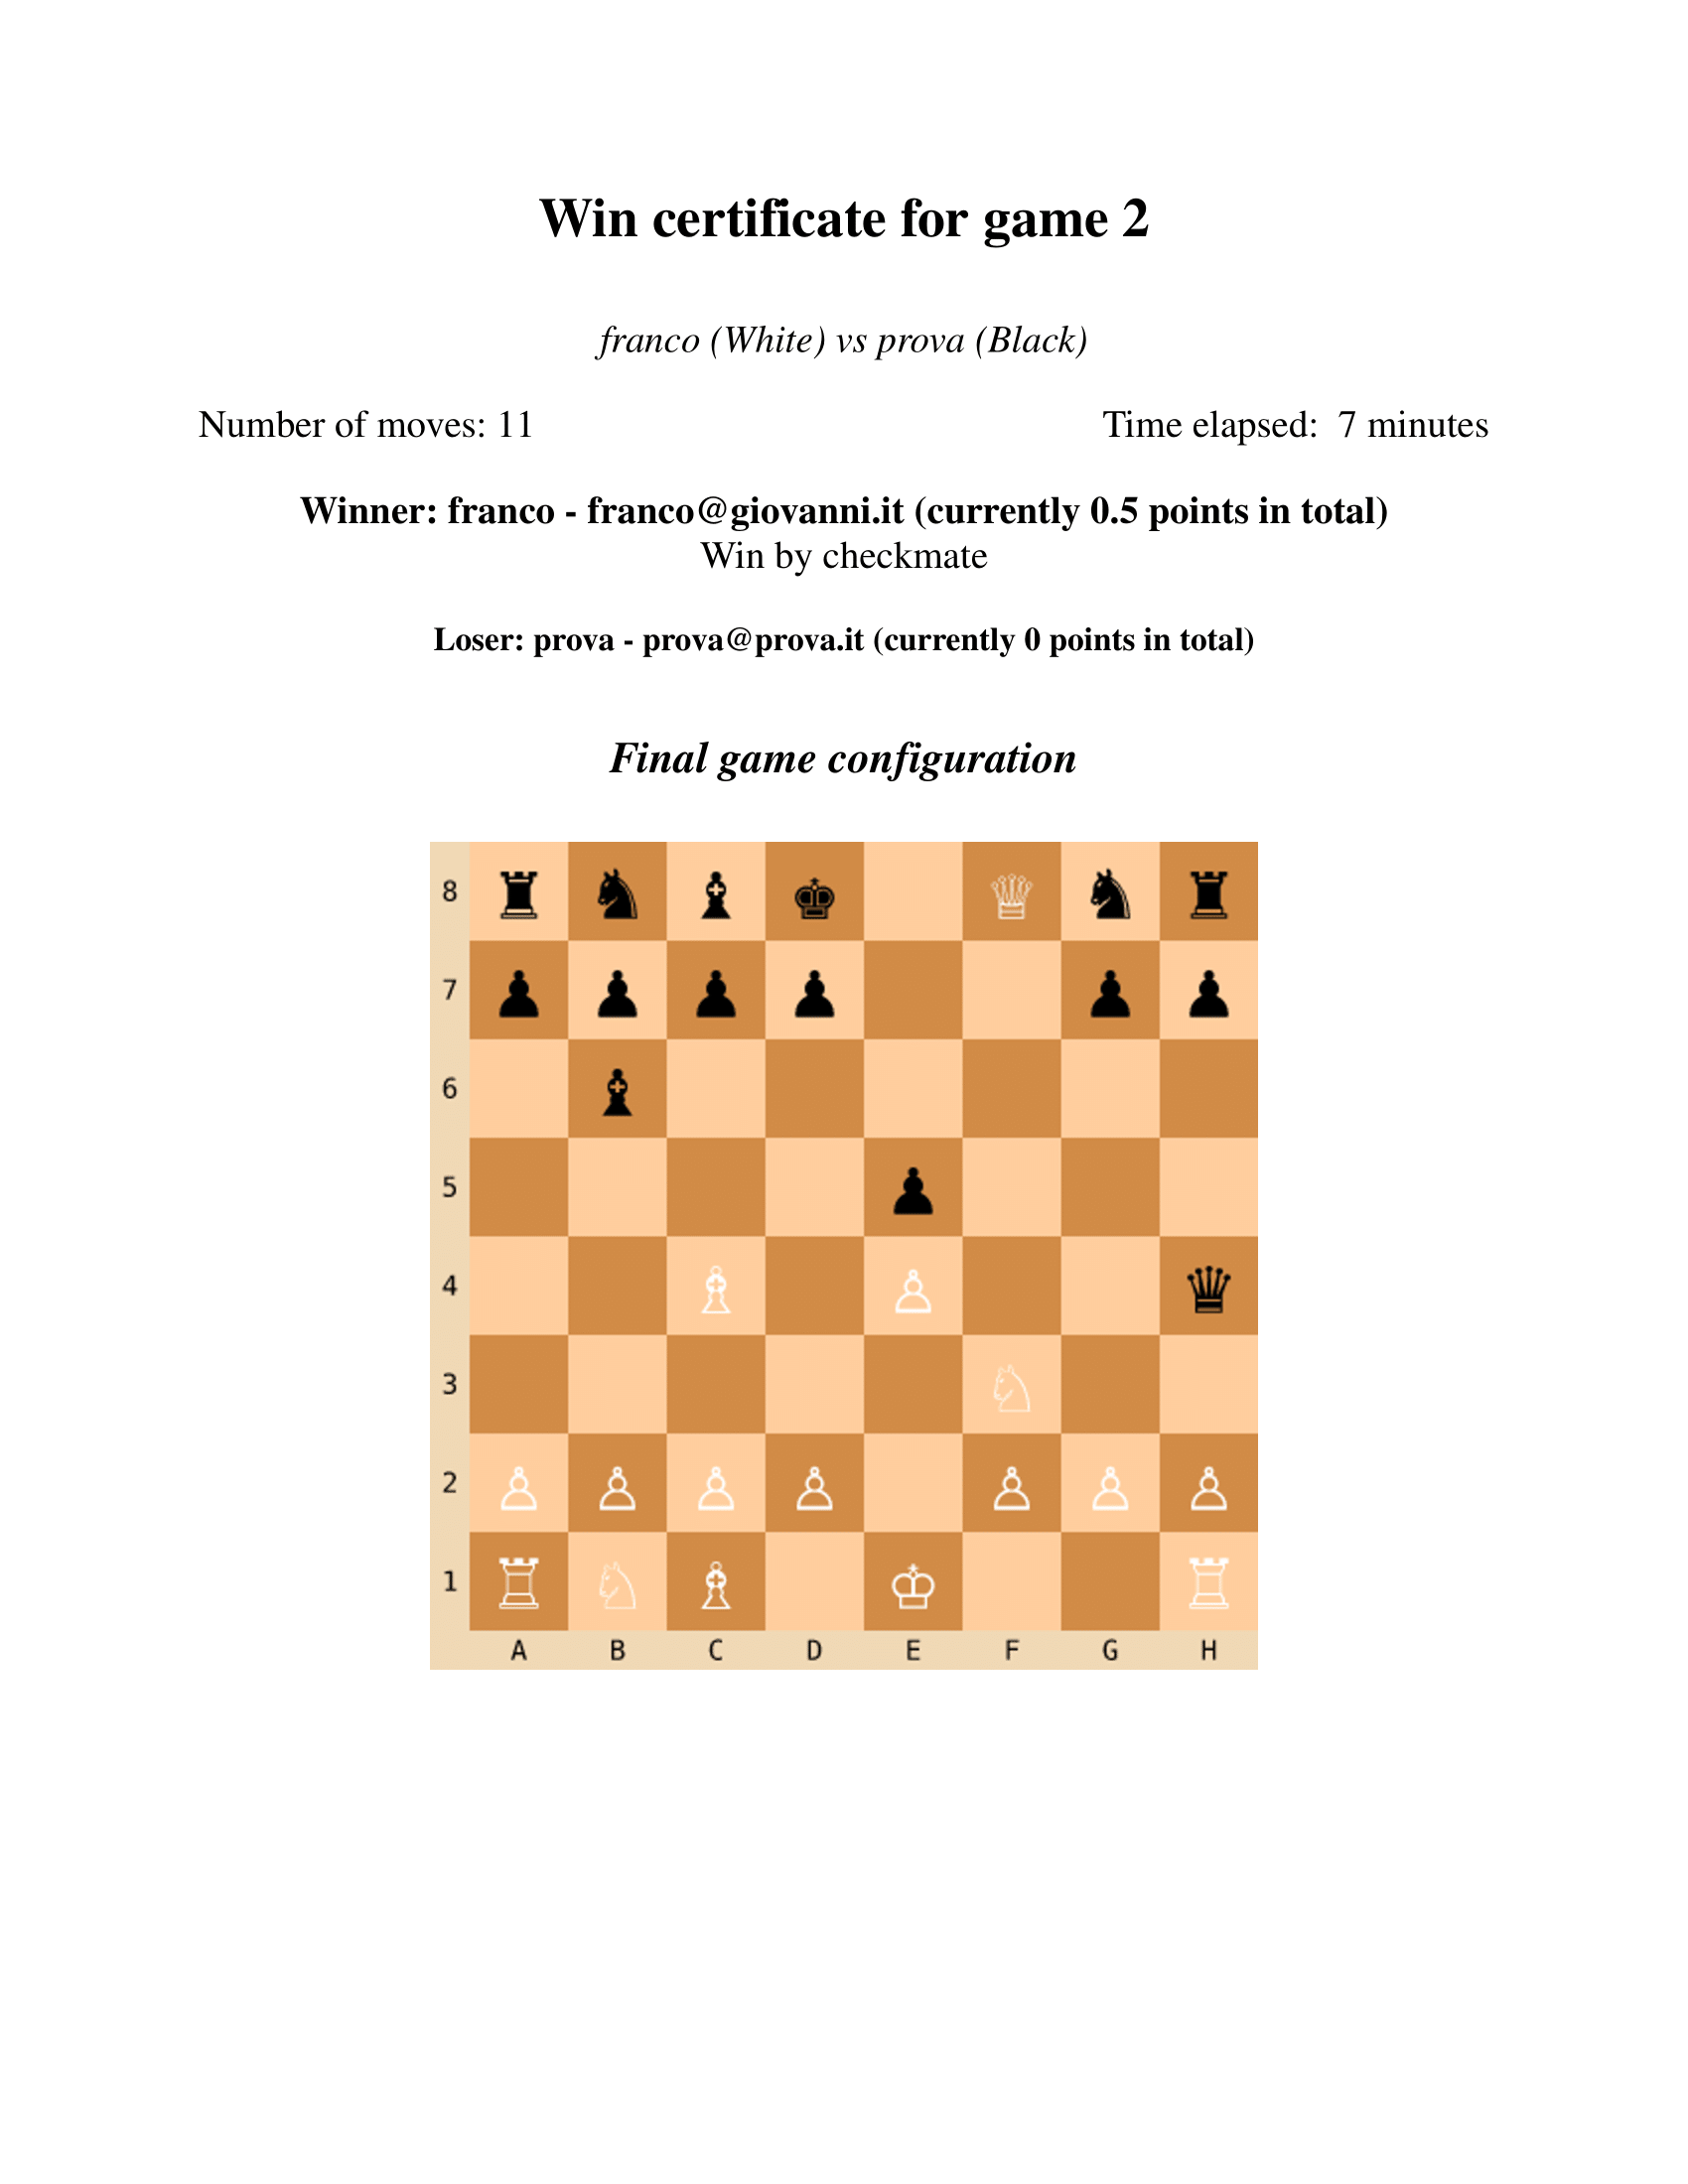 Win certificate for game 2
franco (White) vs prova (Black)
Number of moves: 11 Time elapsed:  7 minutes
Winner: franco - franco@giovanni.it (currently 0.5 points in total)
Win by checkmate
Loser: prova - prova@prova.it (currently 0 points in total)
Final game configuration
8
7
6
5
4
3
2
1
A B C D E F G H